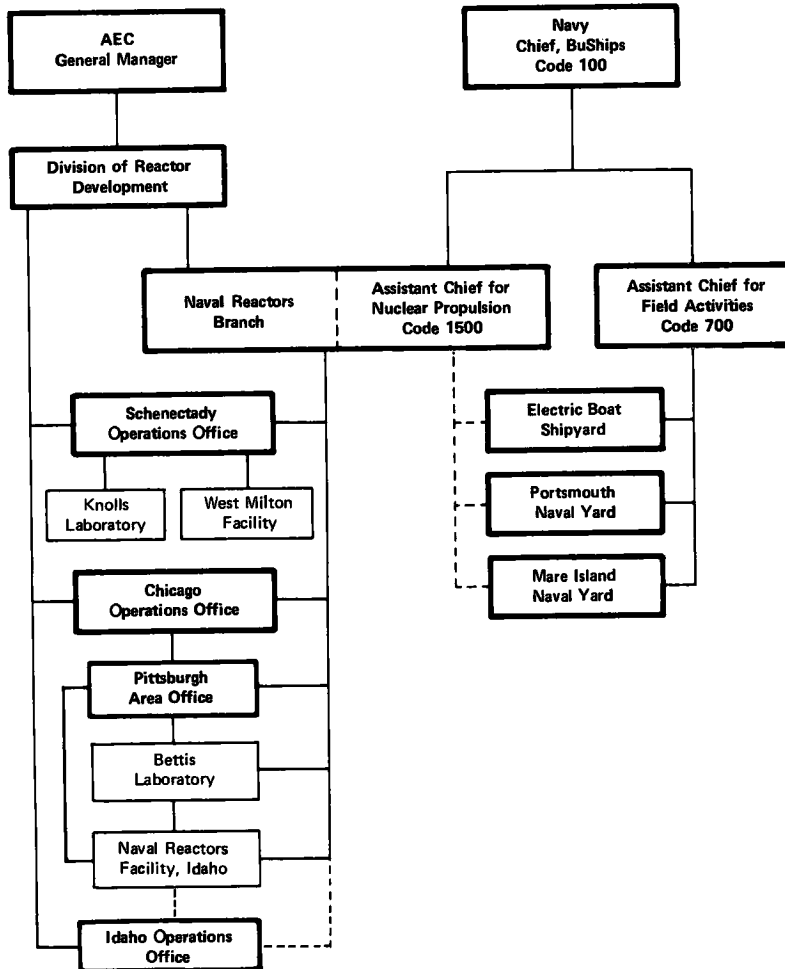 AEC
General Manager
Navy
Chief, BuShips
Code 100
Division of Reactor
Development
Naval Reactors
Branch
Assistant Chief for
Nuclear Propulsion
Code 1500
Assistant Chief for
Field Activities
Code 700
Schenectady
Operations Office
Electric Boat
Shipyard
Knolls
Laboratory
West Milton
Facility
Portsmouth
Naval Yard
Chicago
Operations Office
Mare Island
Naval Yard
Pittsburgh
Area Office
Bettis
Laboratory
Naval Reactors
Facility, Idaho
Idaho Operations
Office